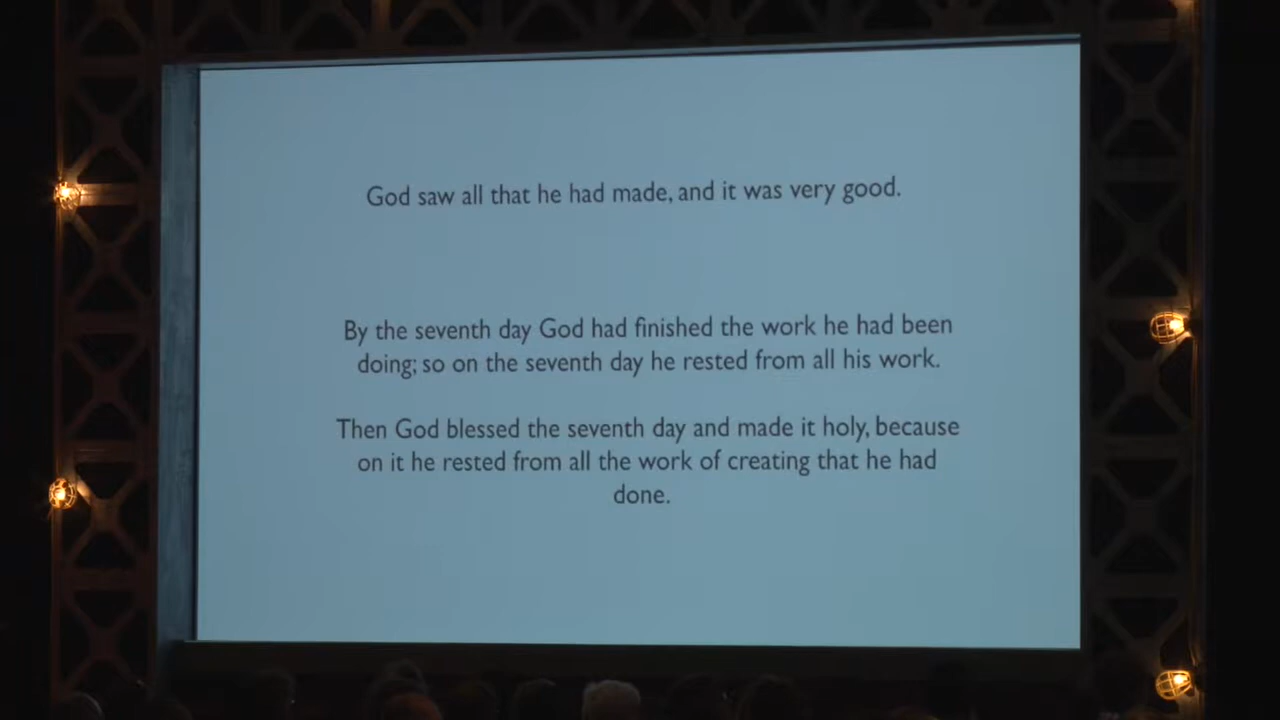 God saw all that he had made, and it was very good.
By the seventh day God had finished the work he had been
doing; so on the seventh day he rested from all his work.
Then God blessed the seventh day and made it holy, because
on it he rested from all the work of creating that he had
done.